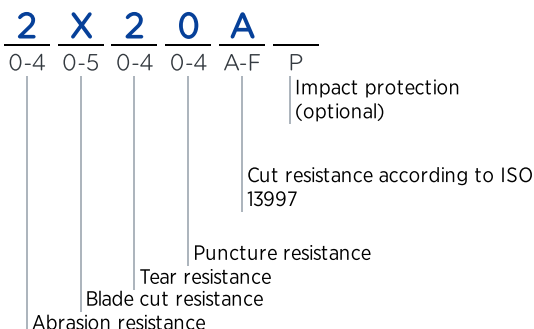 2 X 2 0 A
0-4 0-5 0-4 0-4 A-F P
Impact protection
(optional)
Cut resistance according to ISO
13997
Puncture resistance
Tear resistance
Blade cut resistance
Abrasion resistance